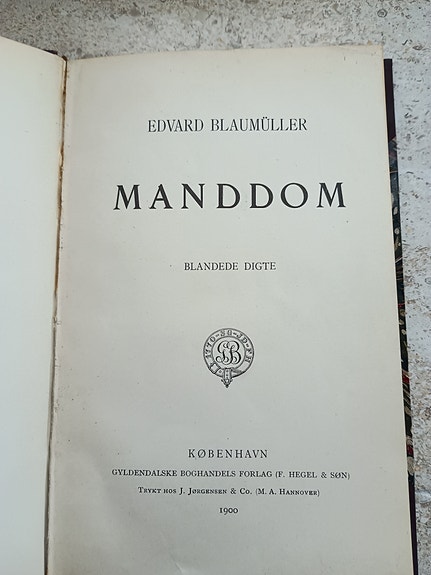 EDVARD BLAUMÜLLER
MANDDOM
BLANDEDE DIGTE
KØBENHAVN
GYLDENDALSKE BOGHANDELS FORLAG (F. HEGEL & SØN)
TRYKT HOS J. JØRGENSEN & CO. (M. A. HANNOVER)
1900